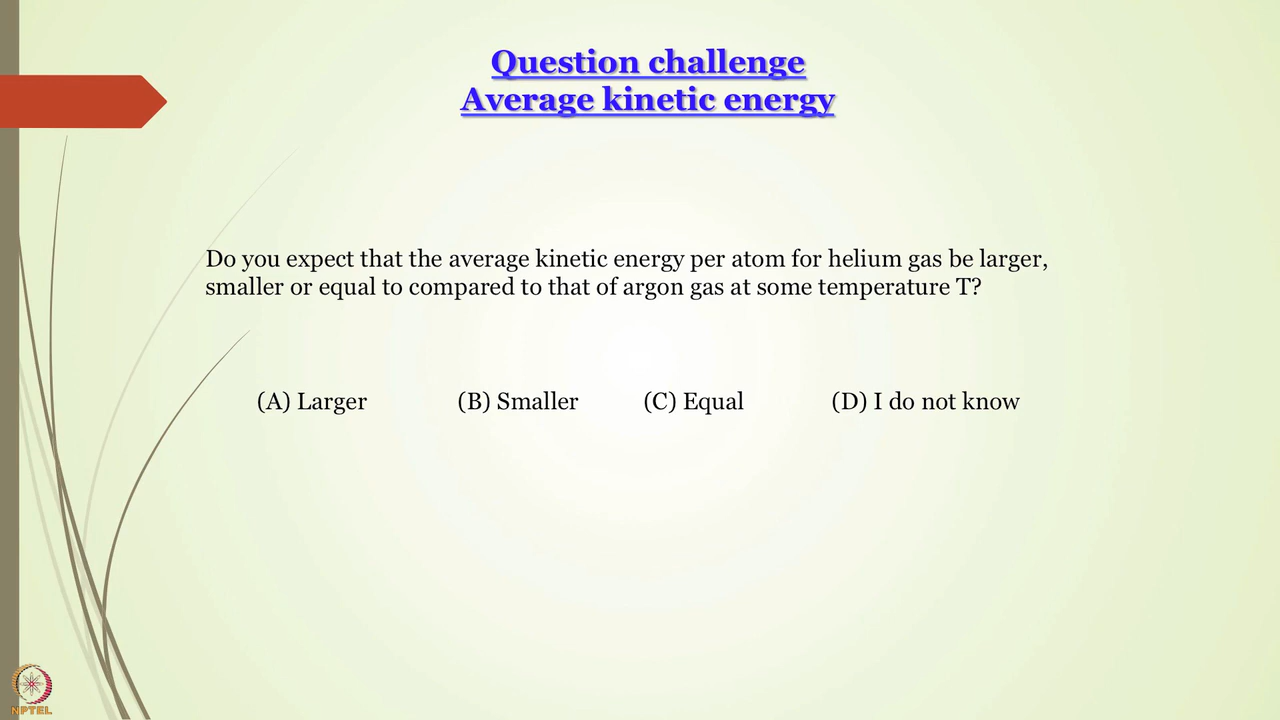 Question challenge
Average kinetic energy
Do you expect that the average kinetic energy per atom for helium gas be larger,
smaller or equal to compared to that of argon gas at some temperature T?
(A) Larger (B) Smaller (C) Equal (D) I do not know
NPTEL